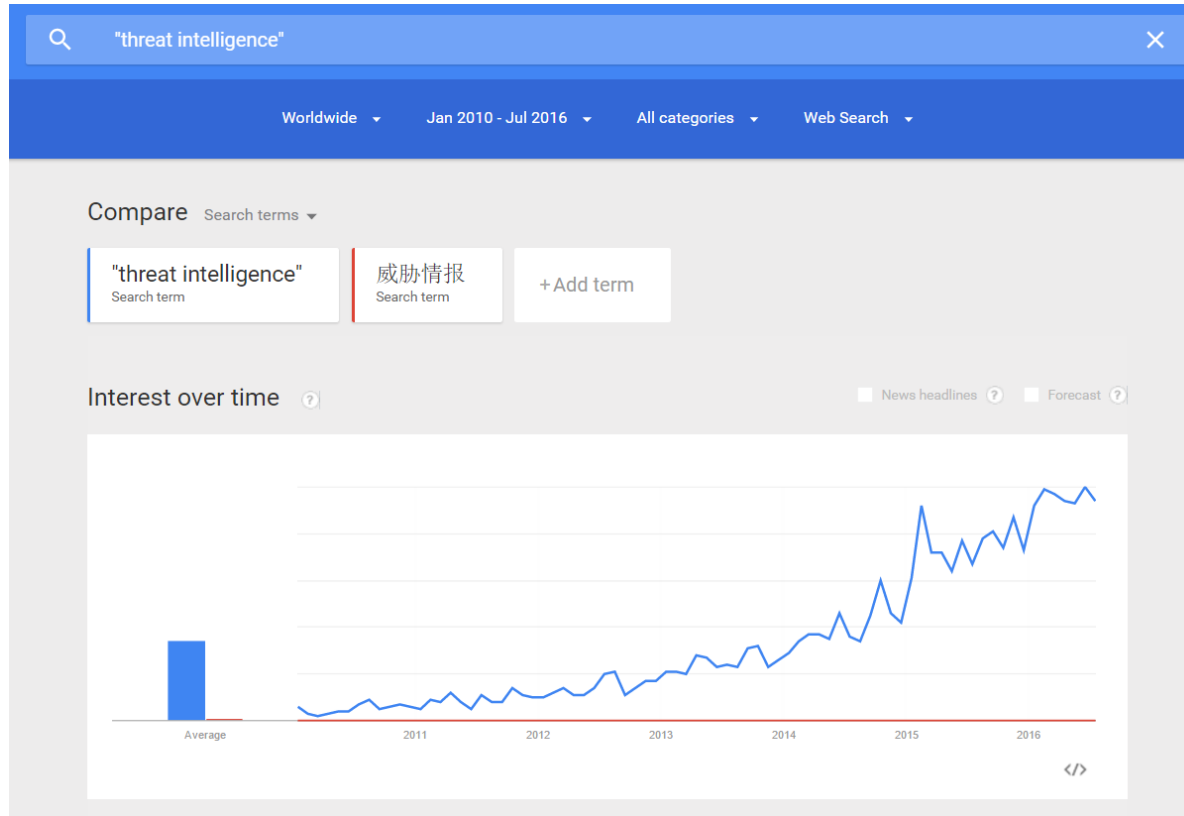 "threat intelligence"
Worldwide Jan 2010 - Jul 2016 All categories Web Search
Compare Search terms
"threat intelligence" 威胁情报 +Add term
Search term Search term
Interest over time ? News headlines ? Forecast ?
Average 2011 2012 2013 2014 2015 2016
</>